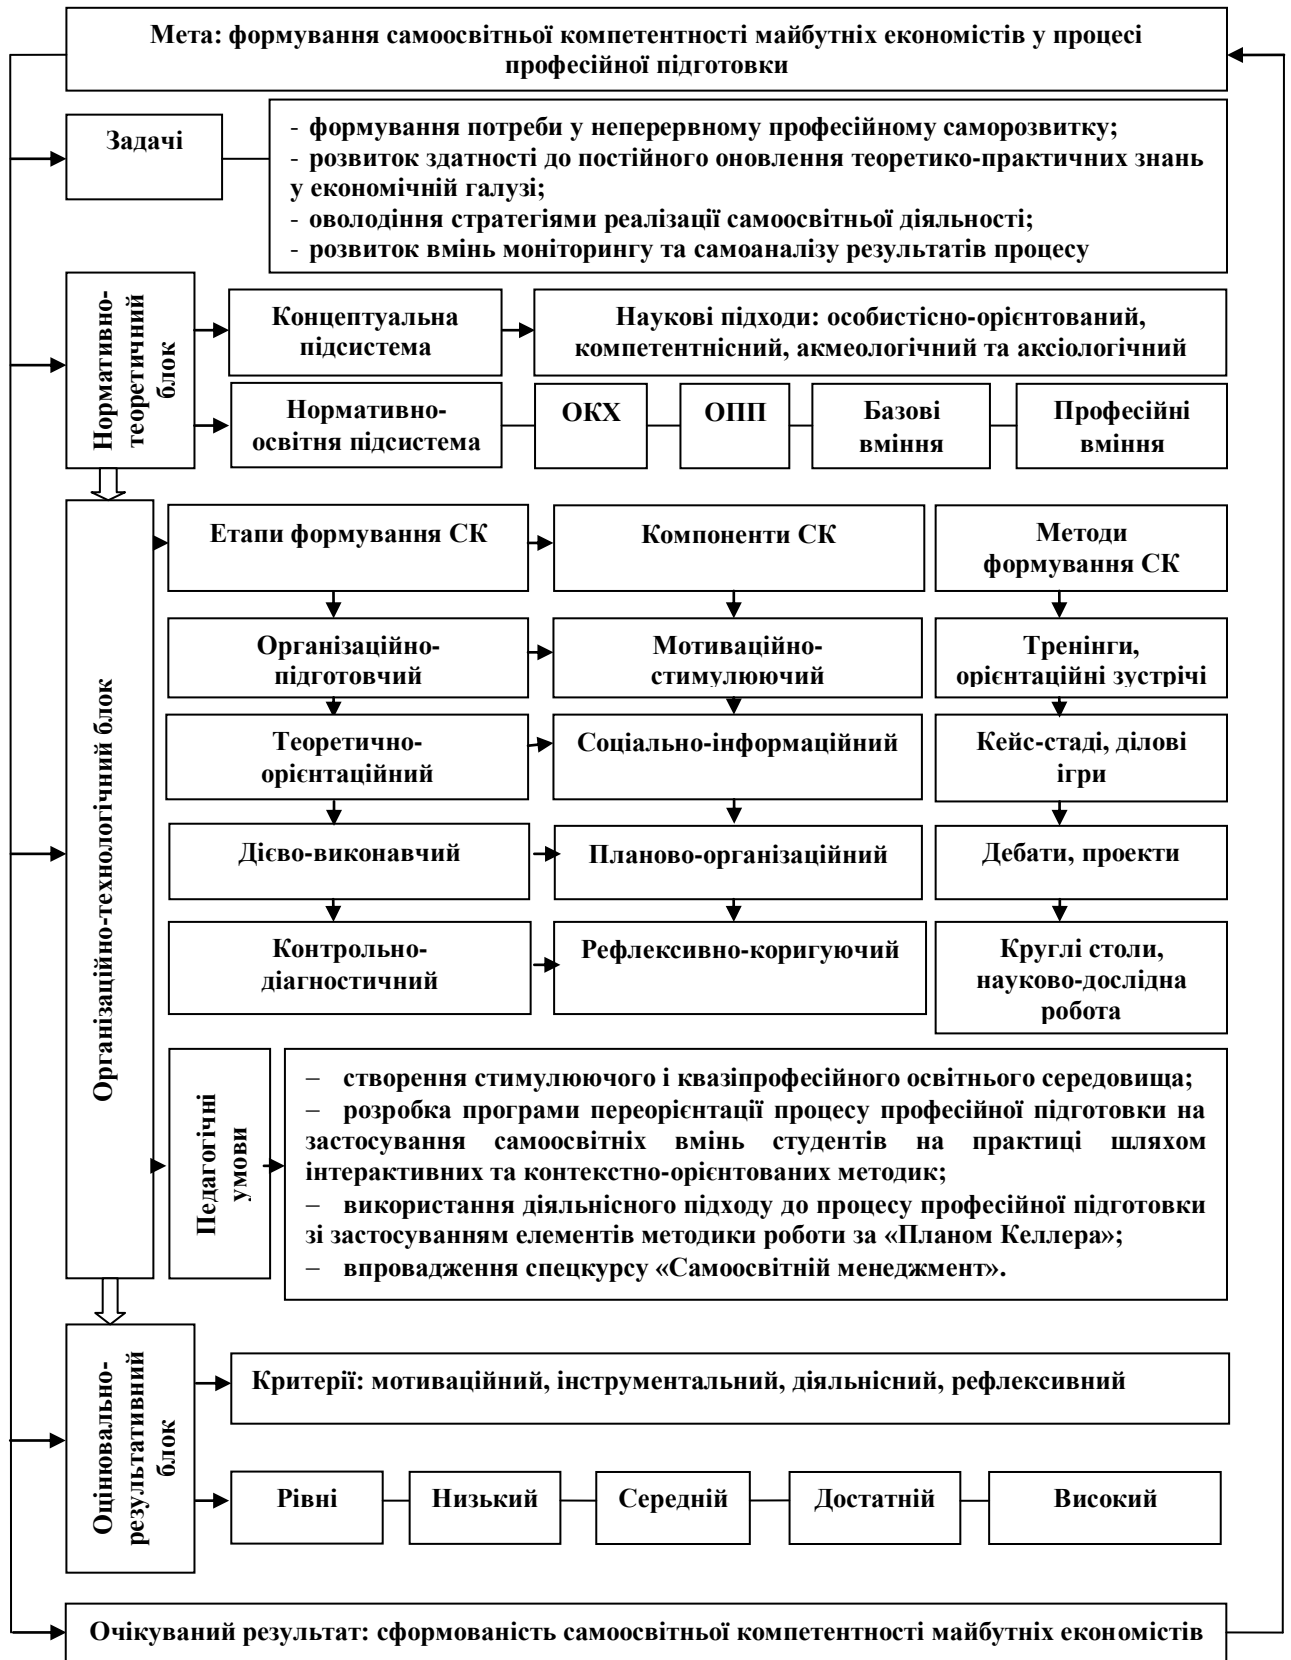 Мета: формування самоосвітньої компетентності майбутніх економістів у процесі
професійної підготовки
Задачі
- формування потреби у неперервному професійному саморозвитку;
- розвиток здатності до постійного оновлення теоретико-практичних знань
у економічній галузі;
- оволодіння стратегіями реалізації самоосвітньої діяльності;
- розвиток вмінь моніторингу та самоаналізу результатів процесу
Нормативно-
теоретичний
блок
Концептуальна
підсистема
Наукові підходи: особистісно-орієнтований,
компетентнісний, акмеологічний та аксіологічний
Нормативно-
освітня підсистема
ОКХ
ОПП
Базові
вміння
Професійні
вміння
Організаційно-технологічний блок
Етапи формування СК
Компоненти СК
Методи
формування СК
Організаційно-
підготовчий
Мотиваційно-
стимулюючий
Тренінги,
орієнтаційні зустрічі
Теоретично-
орієнтаційний
Соціально-інформаційний
Кейс-стаді, ділові
ігри
Дієво-виконавчий
Планово-організаційний
Дебати, проекти
Контрольно-
діагностичний
Рефлексивно-коригуючий
Круглі столи,
науково-дослідна
робота
Педагогічні
умови
– створення стимулюючого і квазіпрофесійного освітнього середовища;
– розробка програми переорієнтації процесу професійної підготовки на
застосування самоосвітніх вмінь студентів на практиці шляхом
інтерактивних та контекстно-орієнтованих методик;
– використання діяльнісного підходу до процесу професійної підготовки
зі застосуванням елементів методики роботи за «Планом Келлера»;
– впровадження спецкурсу «Самоосвітній менеджмент».
Оцінювально-
результативний
блок
Критерії: мотиваційний, інструментальний, діяльнісний, рефлексивний
Рівні
Низький
Середній
Достатній
Високий
Очікуваний результат: сформованість самоосвітньої компетентності майбутніх економістів